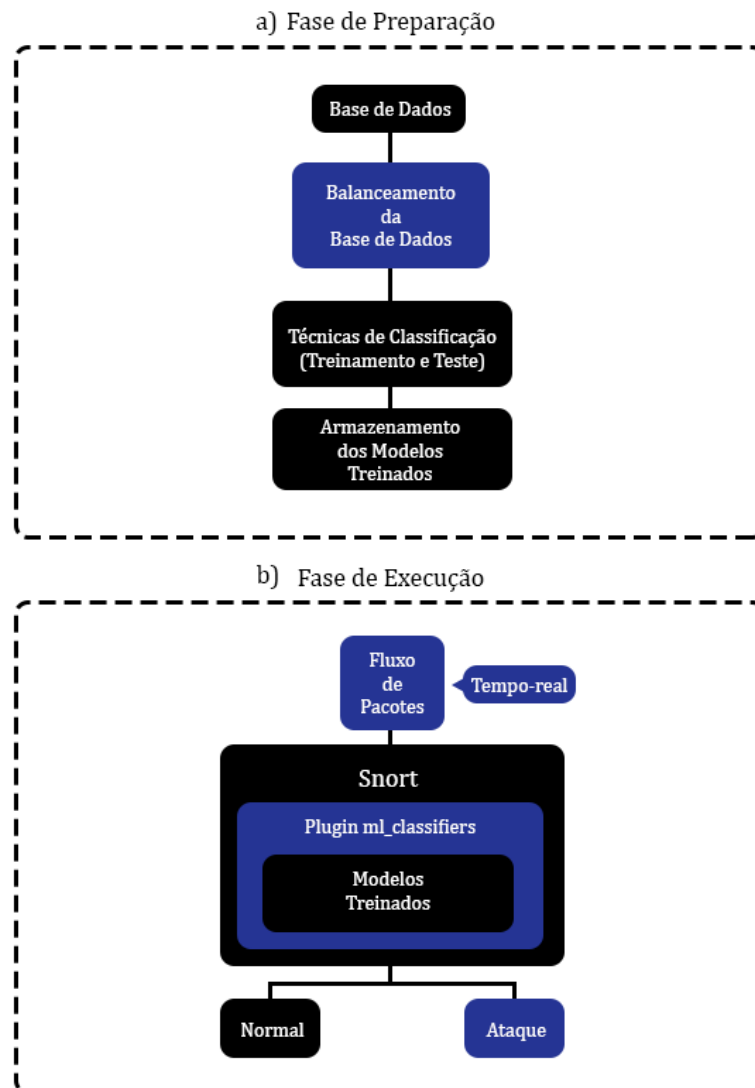 a) Fase de Preparação
Base de Dados
Balanceamento
da
Base de Dados
Técnicas de Classificação
(Treinamento e Teste)
Armazenamento
dos Modelos
Treinados
b) Fase de Execução
Fluxo
de
Pacotes
Tempo-real
Snort
Plugin ml_classifiers
Modelos
Treinados
Normal
Ataque